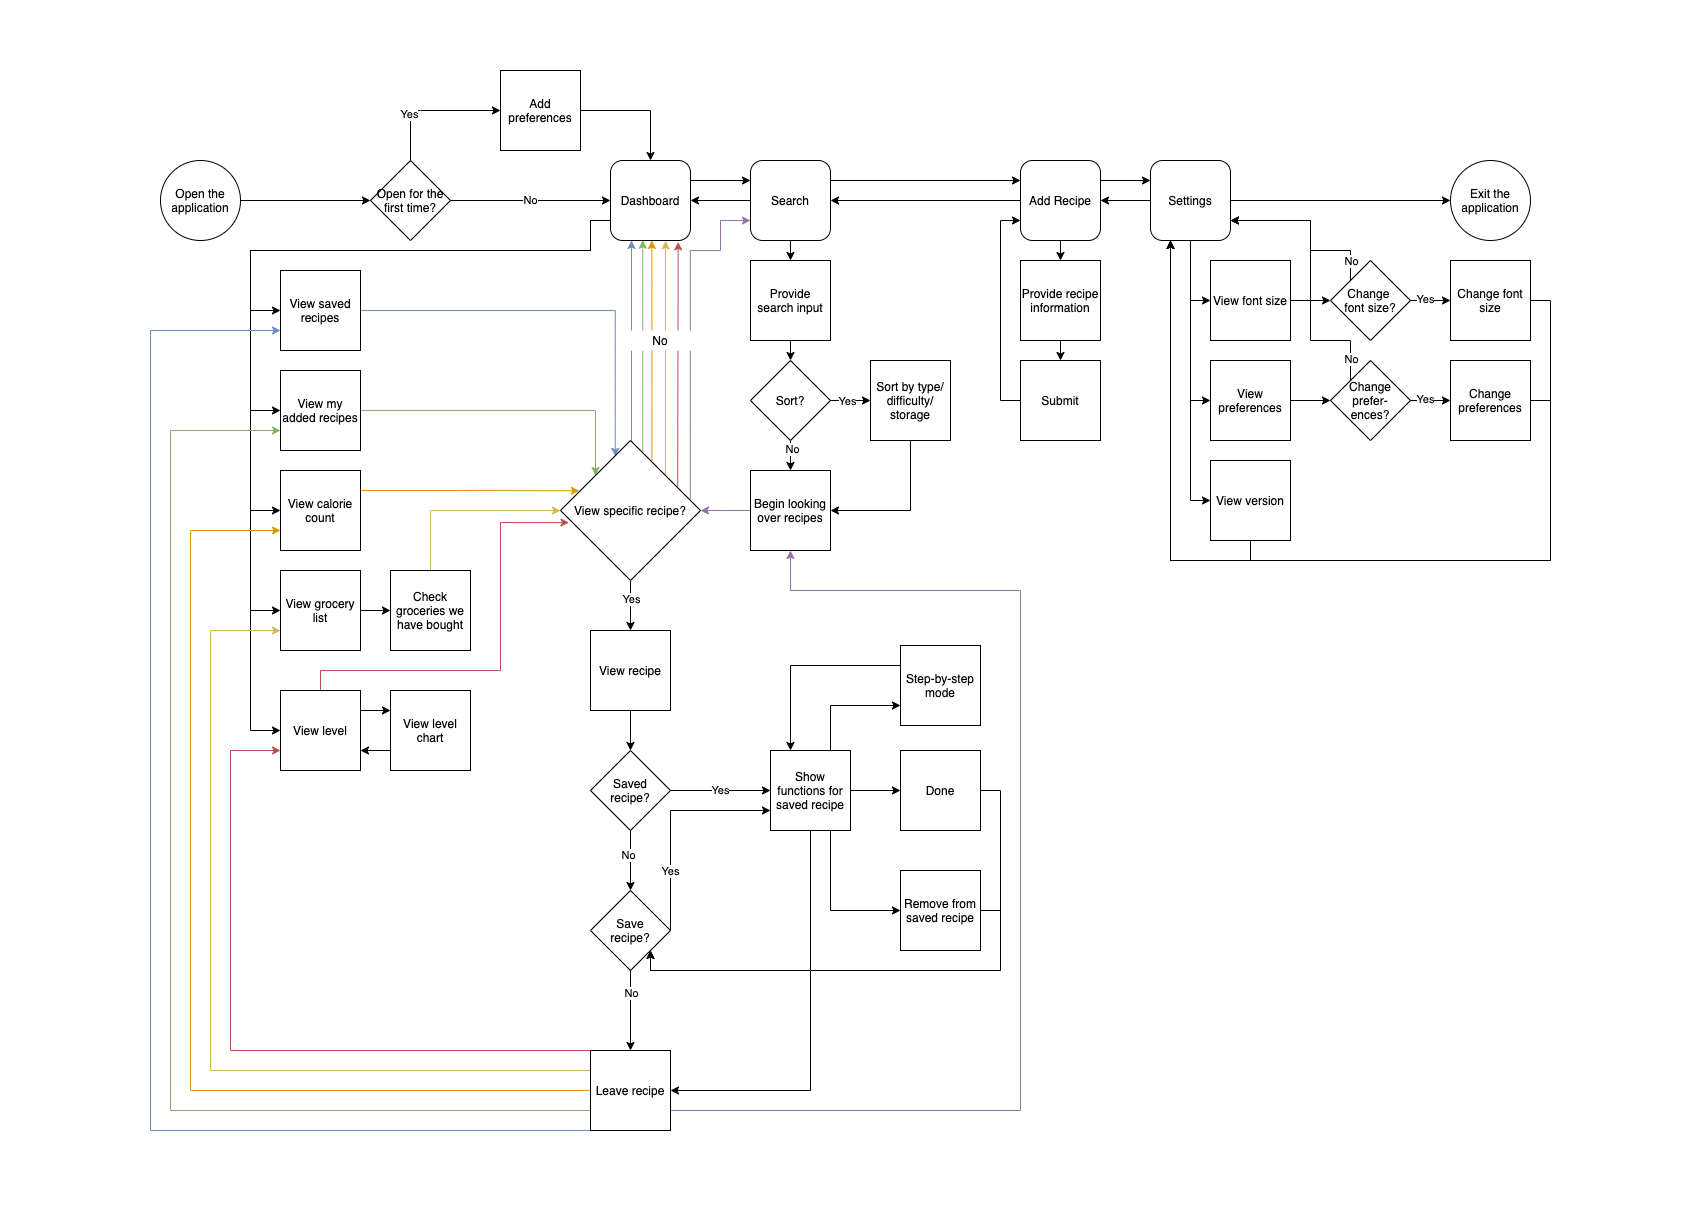 Add
preferences
Yes
Open the
application
Open for the
first time?
No
Dashboard
Search
Add Recipe
Settings
Exit the
application
View saved
recipes
No
Provide
search input
Provide recipe
information
View font size
No
Change
font size?
Yes
Change font
size
View my
added recipes
Sort?
Yes
Sort by type/
difficulty/
storage
No
Submit
View
preferences
No
Change
prefer-
ences?
Yes
Change
preferences
View calorie
count
View specific recipe?
Begin looking
over recipes
View version
View grocery
list
Check
groceries we
have bought
Yes
View recipe
Step-by-step
mode
View level
View level
chart
Saved
recipe?
Yes
Show
functions for
saved recipe
Done
No
Yes
Save
recipe?
Remove from
saved recipe
No
Leave recipe